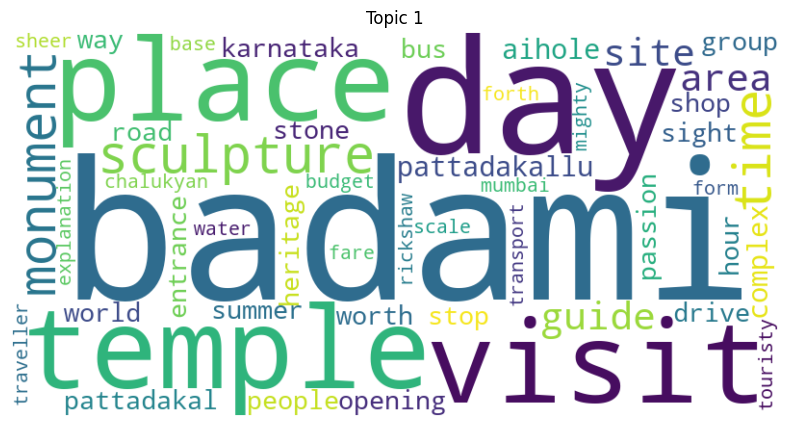 Topic 1
sheer
way
base
karnataka
bus
aihole
site
group
place
day
forth
mighty
area
shop
sight
monument
road
stone
sculpture
pattadakallu
time
explanation
chalukyan
budget
mumbai
form
badami
entrance
water
heritage
fare
rickshaw
scale
transport
passion
hour
complex
world
summer
worth
stop
guide
drive
traveller
temple
visit
touristy
pattadakal
people
opening